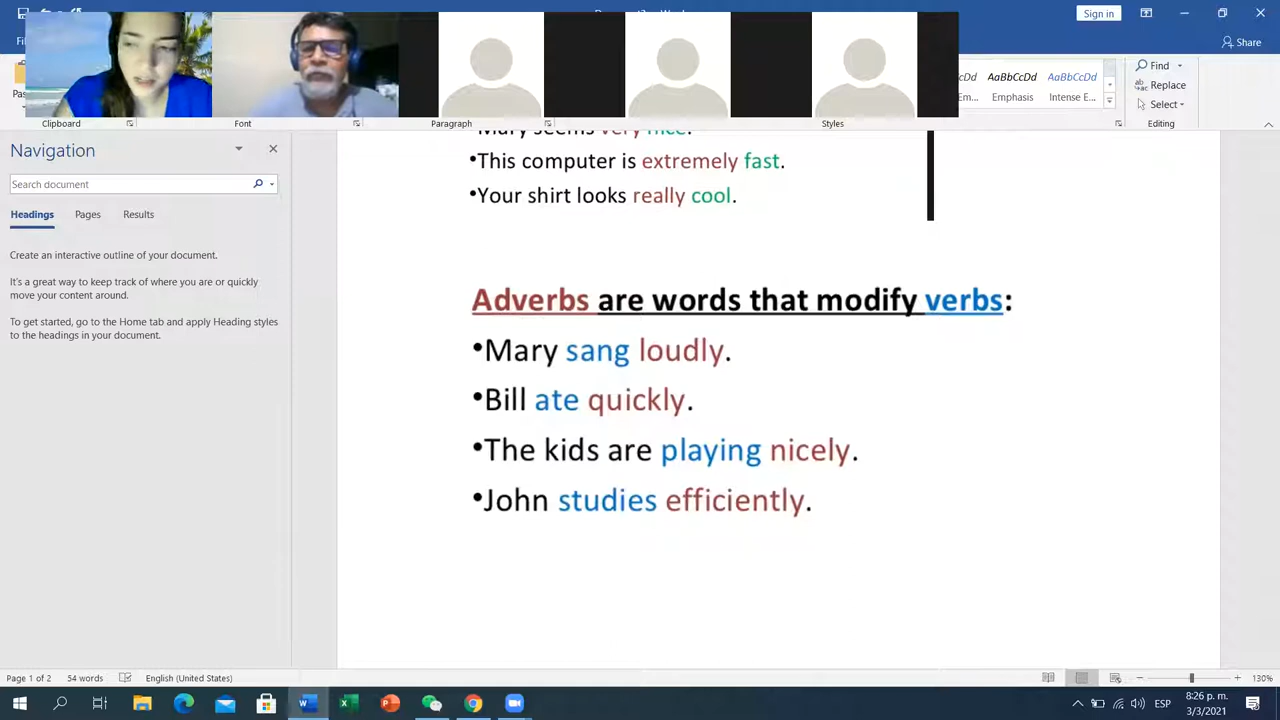 Sign in
Share
Find
AaBbCcDd
AaBbCcDd
Replace
Em...
Emphasis
Intense E...
Select
Clipboard
Font
Paragraph
Styles
Editing
Navigation
Search document
Headings
Pages
Results
Create an interactive outline of your document.
It's a great way to keep track of where you are or quickly
move your content around.
To get started, go to the Home tab and apply Heading styles
to the headings in your document.
•Mary seems very nice.
•This computer is extremely fast.
•Your shirt looks really cool.
Adverbs are words that modify verbs:
•Mary sang loudly.
•Bill ate quickly.
•The kids are playing nicely.
•John studies efficiently.
Page 1 of 2
54 words
English (United States)
130%
ESP
8:26 p. m.
3/3/2021